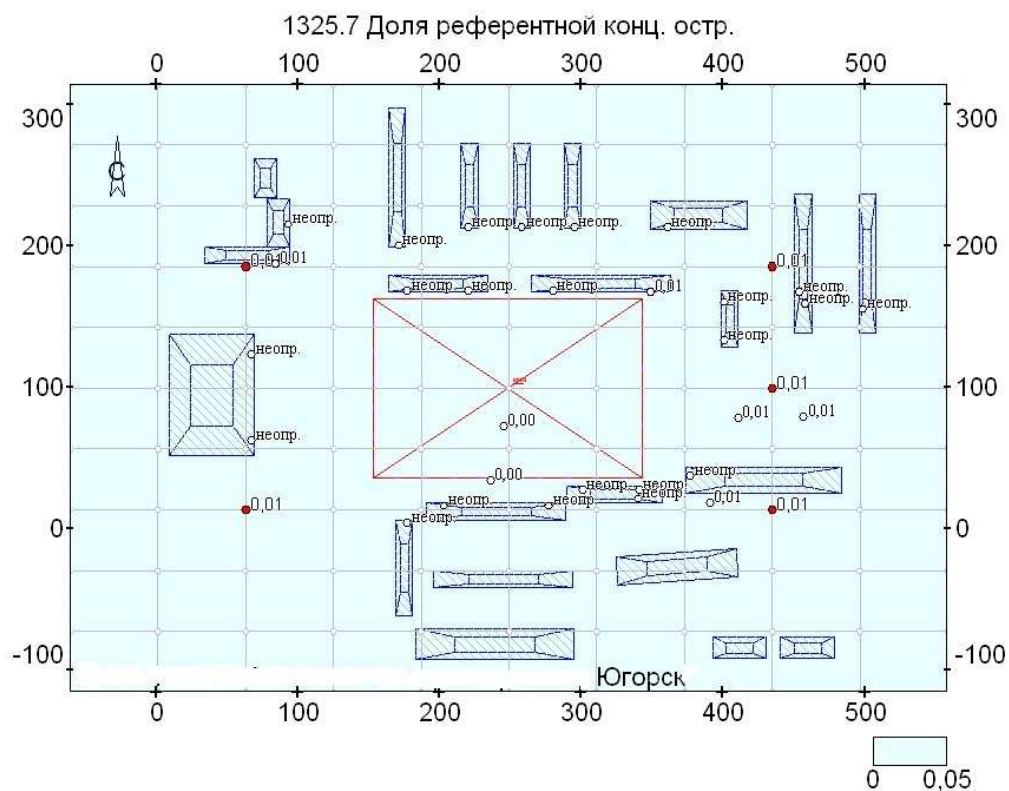 1325.7 Доля референтной конц. остр.
0 100 200 300 400 500
300 300
С
неопр.
неопр. неопр. неопр. неопр.
200 неопр. 200
0,01 0,01 0,01
неопр. неопр. неопр. 0,01 неопр.
неопр. неопр. неопр.
неопр.
неопр.
100 0,01 100
0,01 0,01
0,00
неопр.
0,00 неопр.
неопр. неопр.
неопр. неопр. неопр. 0,01
0,01 0,01
неопр.
0 0
-100 -100
Югорск
0 100 200 300 400 500
0 0,05